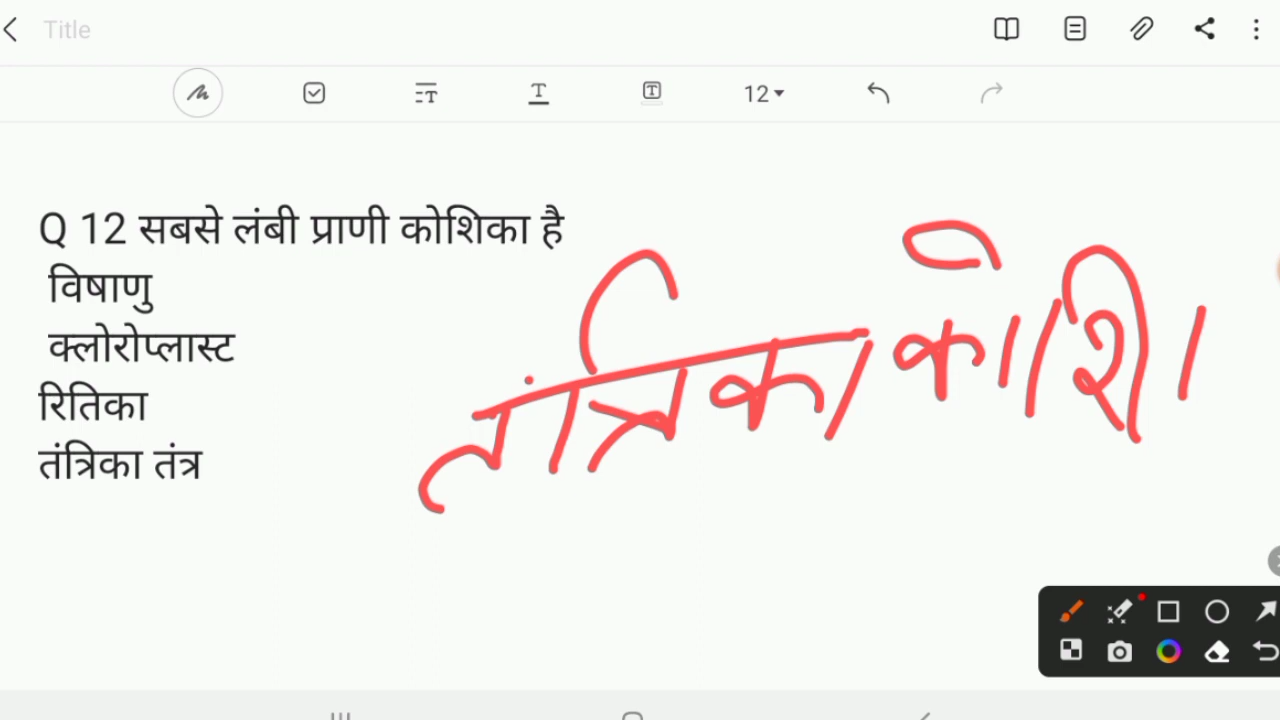 Title
12
Q 12 सबसे लंबी प्राणी कोशिका है
विषाणु
क्लोरोप्लास्ट
रितिका
तंत्रिका तंत्र
तंत्रिका कोशि।